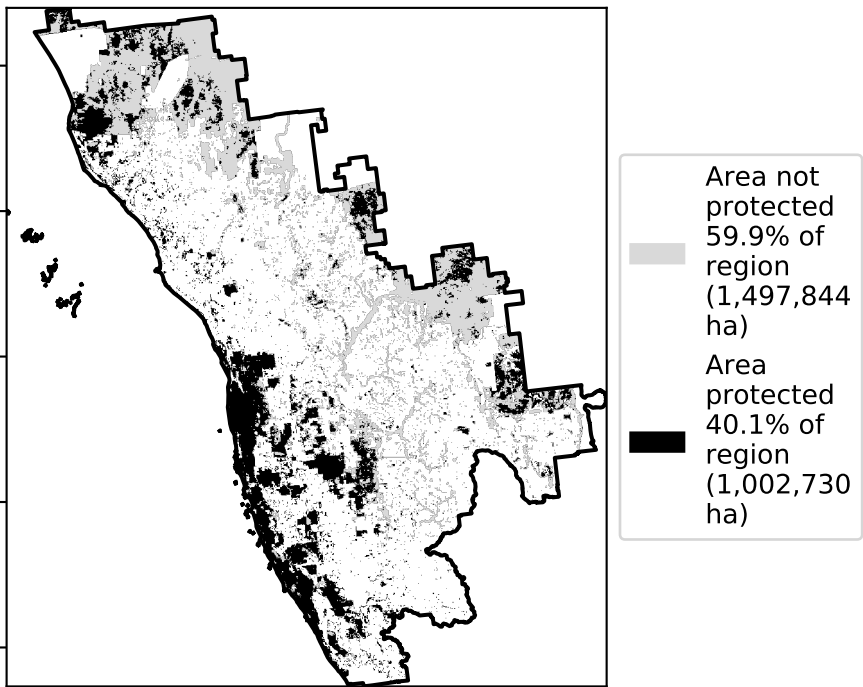 Area not
protected
59.9% of
region
(1,497,844
ha)
Area
protected
40.1% of
region
(1,002,730
ha)